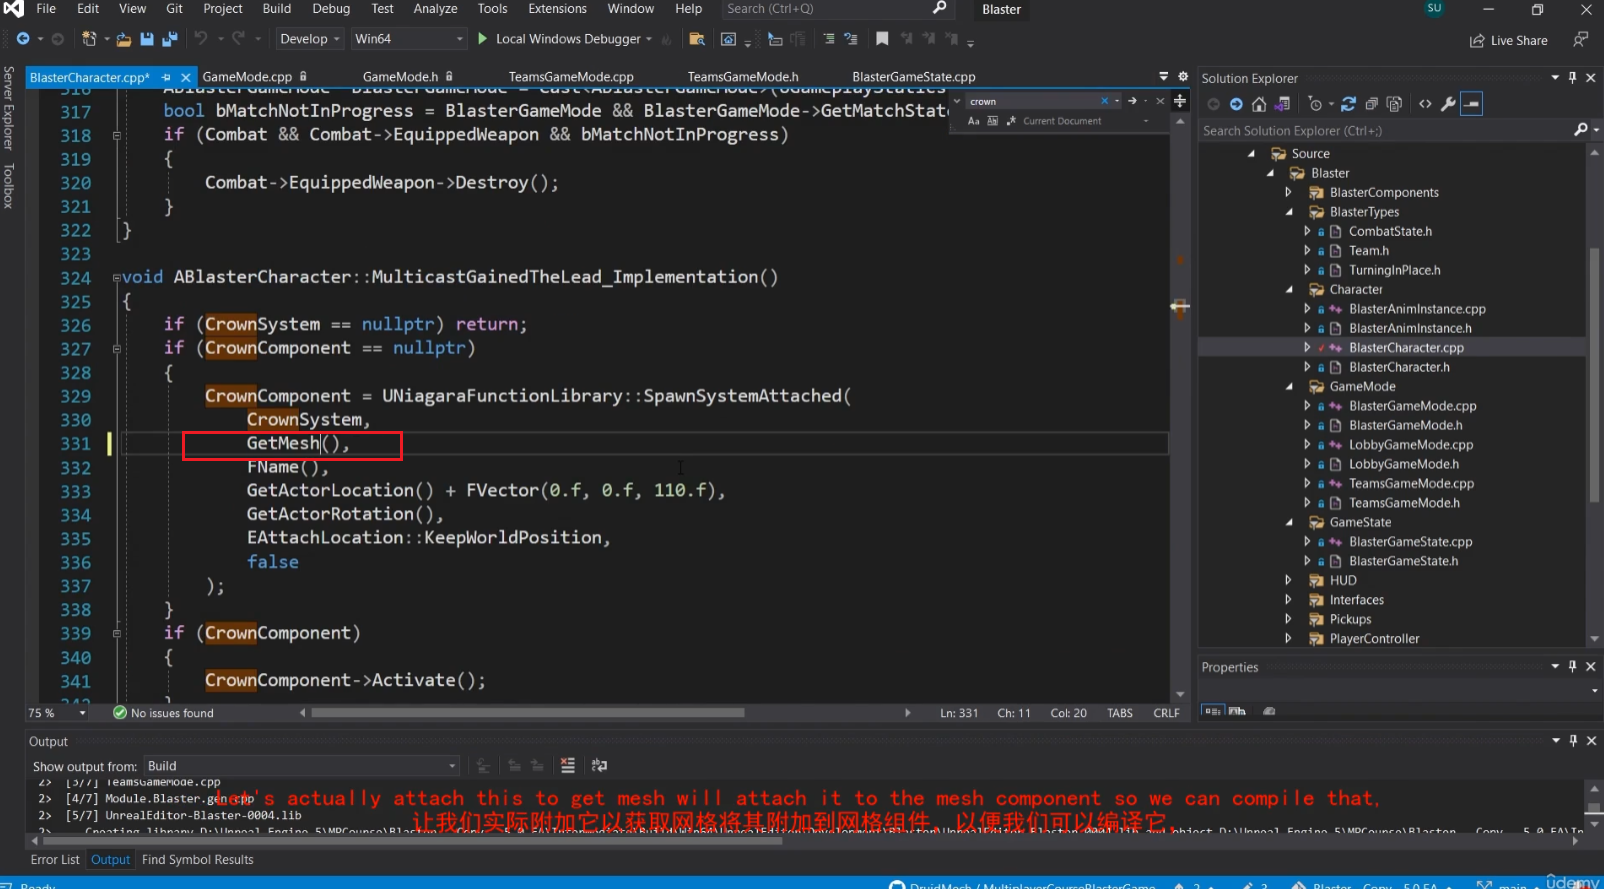 File Edit View Git Project Build Debug Test Analyze Tools Extensions Window Help Search (Ctrl+Q) Blaster SU
Develop Win64 Local Windows Debugger Live Share
BlasterCharacter.cpp* GameMode.cpp GameMode.h TeamsGameMode.cpp TeamsGameMode.h BlasterGameState.cpp
Server Explorer
Toolbox
crown
Aa Current Document
317 bool bMatchNotInProgress = BlasterGameMode && BlasterGameMode->GetMatchState
318 if (Combat && Combat->EquippedWeapon && bMatchNotInProgress)
319 {
320 Combat->EquippedWeapon->Destroy();
321 }
322 }
323
324 void ABlasterCharacter::MulticastGainedTheLead_Implementation()
325 {
326 if (CrownSystem == nullptr) return;
327 if (CrownComponent == nullptr)
328 {
329 CrownComponent = UNiagaraFunctionLibrary::SpawnSystemAttached(
330 CrownSystem,
331 GetMesh(),
332 FName(),
333 GetActorLocation() + FVector(0.f, 0.f, 110.f),
334 GetActorRotation(),
335 EAttachLocation::KeepWorldPosition,
336 false
337 );
338 }
339 if (CrownComponent)
340 {
341 CrownComponent->Activate();
75 % No issues found Ln: 331 Ch: 11 Col: 20 TABS CRLF
Solution Explorer
Search Solution Explorer (Ctrl+;)
Source
Blaster
BlasterComponents
BlasterTypes
CombatState.h
Team.h
TurningInPlace.h
Character
BlasterAnimInstance.cpp
BlasterAnimInstance.h
BlasterCharacter.cpp
BlasterCharacter.h
GameMode
BlasterGameMode.cpp
BlasterGameMode.h
LobbyGameMode.cpp
LobbyGameMode.h
TeamsGameMode.cpp
TeamsGameMode.h
GameState
BlasterGameState.cpp
BlasterGameState.h
HUD
Interfaces
Pickups
PlayerController
Properties
Output
Show output from: Build
2> [3/7] TeamsGameMode.cpp
2> [4/7] Module.Blaster.gen.cpp
2> [5/7] UnrealEditor-Blaster-0004.lib
Let's actually attach this to get mesh will attach it to the mesh component so we can compile that,
让我们实际附加它以获取网格将其附加到网格组件，以便我们可以编译它，
Error List Output Find Symbol Results
Ready DruidMech / MultiplayerCourseBlasterGame main
udemy